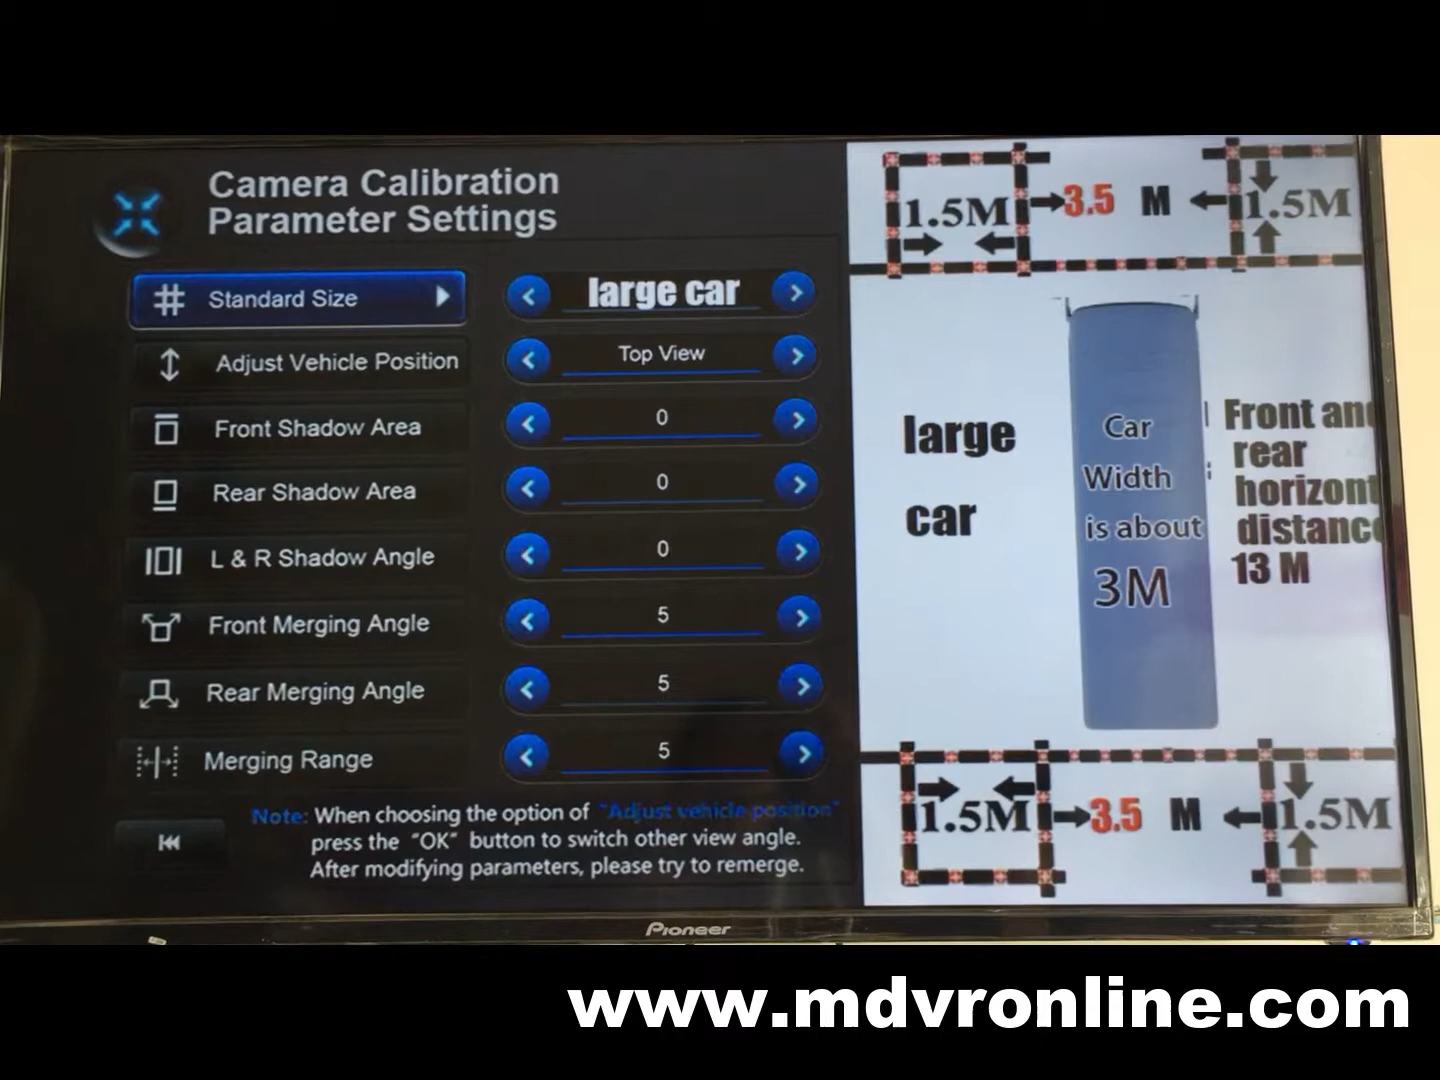 Camera Calibration
Parameter Settings
Standard Size
large car
Adjust Vehicle Position
Top View
Front Shadow Area
0
Rear Shadow Area
0
L & R Shadow Angle
0
Front Merging Angle
5
Rear Merging Angle
5
Merging Range
5
Note: When choosing the option of "Adjust vehicle position"
press the "OK" button to switch other view angle.
After modifying parameters, please try to remerge.
1.5M 3.5 M 1.5M
large
car
Car
Width
is about
3M
Front and
rear
horizont
distance
13 M
1.5M 3.5 M 1.5M
Pioneer
www.mdvronline.com